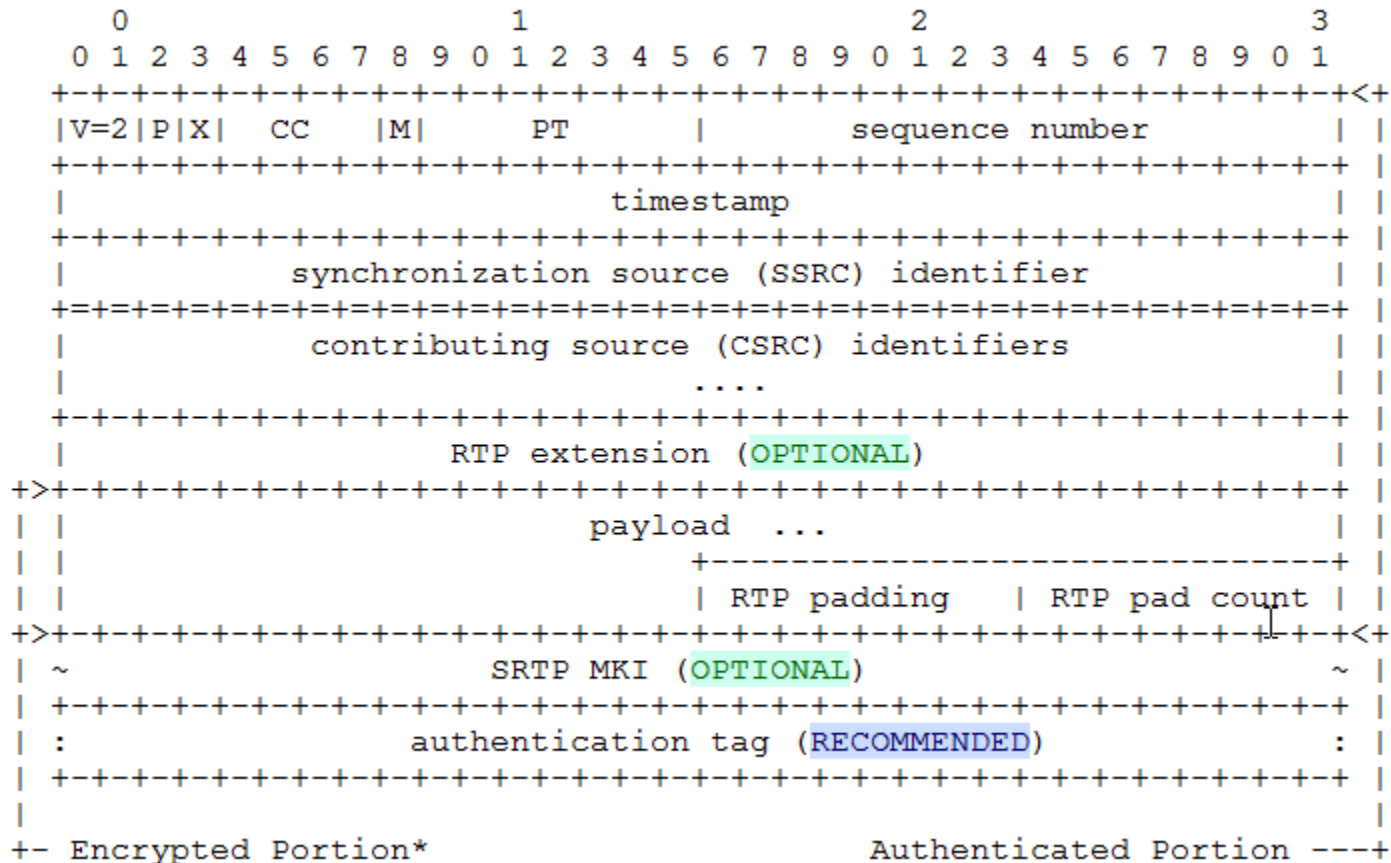 0                   1                   2                   3
  0 1 2 3 4 5 6 7 8 9 0 1 2 3 4 5 6 7 8 9 0 1 2 3 4 5 6 7 8 9 0 1
 +-+-+-+-+-+-+-+-+-+-+-+-+-+-+-+-+-+-+-+-+-+-+-+-+-+-+-+-+-+-+-+-+<+
 |V=2|P|X|  CC   |M|     PT      |       sequence number         | |
 +-+-+-+-+-+-+-+-+-+-+-+-+-+-+-+-+-+-+-+-+-+-+-+-+-+-+-+-+-+-+-+-+ |
 |                           timestamp                           | |
 +-+-+-+-+-+-+-+-+-+-+-+-+-+-+-+-+-+-+-+-+-+-+-+-+-+-+-+-+-+-+-+-+ |
 |           synchronization source (SSRC) identifier            | |
 +=+=+=+=+=+=+=+=+=+=+=+=+=+=+=+=+=+=+=+=+=+=+=+=+=+=+=+=+=+=+=+=+ |
 |            contributing source (CSRC) identifiers             | |
 |                               ....                            | |
 +-+-+-+-+-+-+-+-+-+-+-+-+-+-+-+-+-+-+-+-+-+-+-+-+-+-+-+-+-+-+-+-+ |
 |                   RTP extension (OPTIONAL)                    | |
+>+-+-+-+-+-+-+-+-+-+-+-+-+-+-+-+-+-+-+-+-+-+-+-+-+-+-+-+-+-+-+-+-+ |
| |                          payload  ...                         | |
| |                               +-------------------------------+ |
| |                               | RTP padding   | RTP pad count | |
+>+-+-+-+-+-+-+-+-+-+-+-+-+-+-+-+-+-+-+-+-+-+-+-+-+-+-+-+-+-+-+-+-+<+
| ~                     SRTP MKI (OPTIONAL)                       ~ |
| +-+-+-+-+-+-+-+-+-+-+-+-+-+-+-+-+-+-+-+-+-+-+-+-+-+-+-+-+-+-+-+-+ |
| :                 authentication tag (RECOMMENDED)              : |
| +-+-+-+-+-+-+-+-+-+-+-+-+-+-+-+-+-+-+-+-+-+-+-+-+-+-+-+-+-+-+-+-+ |
|                                                                   |
+- Encrypted Portion*                      Authenticated Portion ---+